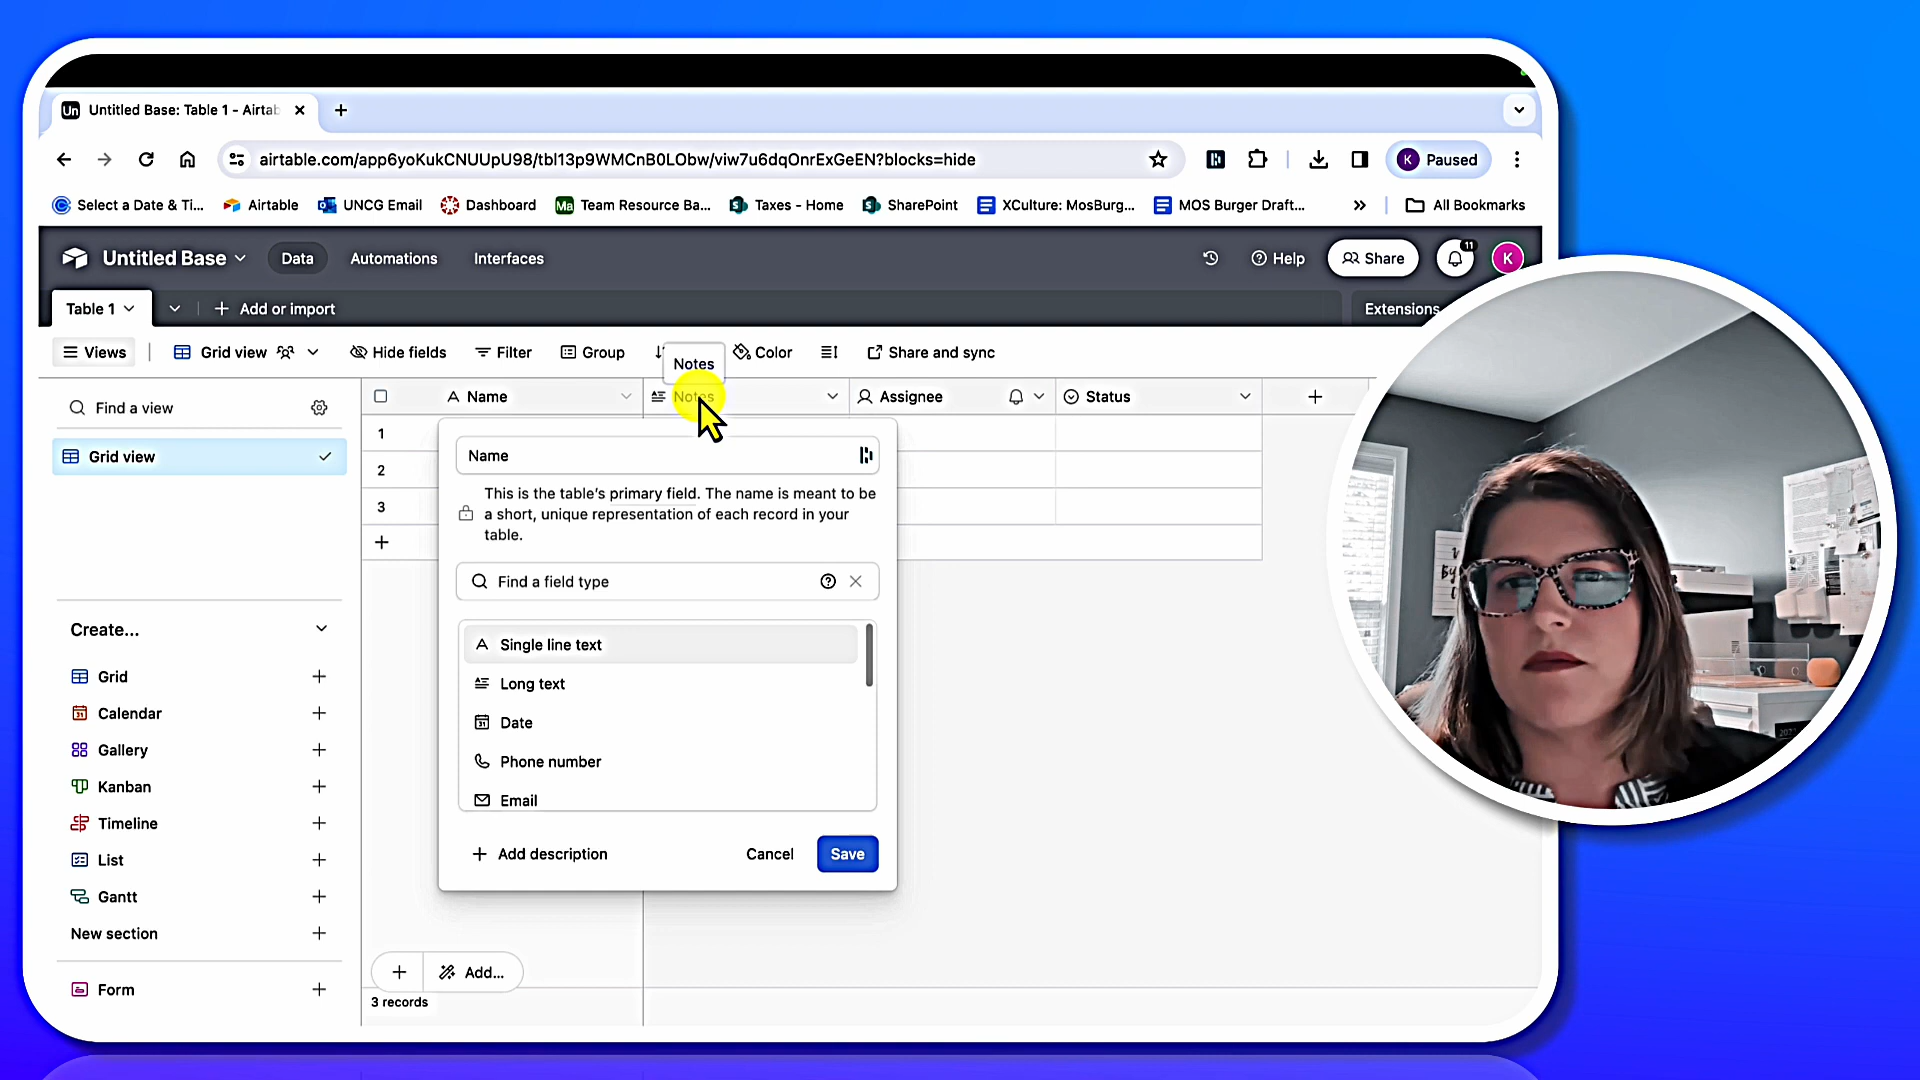 Un Untitled Base: Table 1 - Airtab
airtable.com/app6yoKukCNUUpU98/tbl13p9WMCnB0LObw/viw7u6dqOnrExGeEN?blocks=hide
K Paused
Select a Date & Ti... Airtable UNCG Email Dashboard Ma Team Resource Ba... Taxes - Home SharePoint XCulture: MosBurg... MOS Burger Draft... All Bookmarks
Untitled Base Data Automations Interfaces Help Share 11 K
Table 1 Add or import Extensions
Views Grid view Hide fields Filter Group Color Share and sync
Notes
Find a view
Name Notes Assignee Status
Grid view
1
2
3
Name
This is the table's primary field. The name is meant to be
a short, unique representation of each record in your
table.
Find a field type
Single line text
Long text
Date
Phone number
Email
Add description Cancel Save
Create...
Grid
Calendar
Gallery
Kanban
Timeline
List
Gantt
New section
Form
Add...
3 records